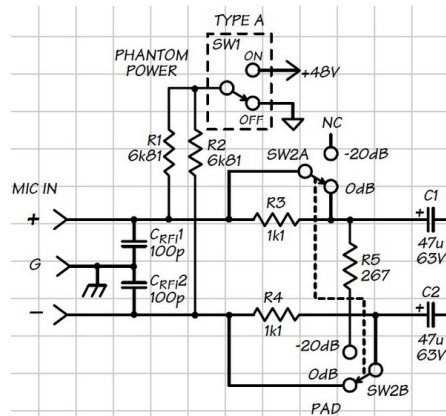 TYPE A
SW1
PHANTOM
POWER
ON
+48V
OFF
R1
6k81
R2
6k81
NC
SW2A
-20dB
0dB
MIC IN
+
R3
1k1
C1
+
47u
63V
CRFI1
100p
G
CRFI2
100p
R5
267
R4
1k1
C2
+
47u
63V
-
-20dB
0dB
SW2B
PAD